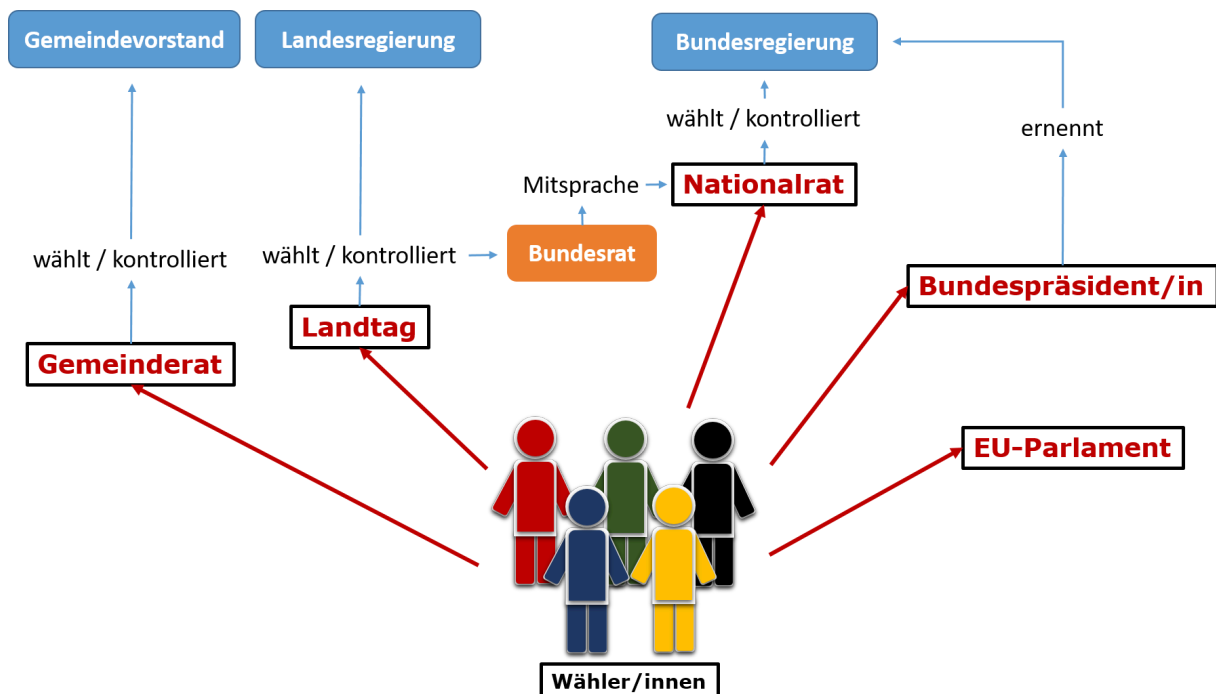 Gemeindevorstand
Landesregierung
Bundesregierung
wählt / kontrolliert
ernennt
Mitsprache
Nationalrat
wählt / kontrolliert
wählt / kontrolliert
Bundesrat
Bundespräsident/in
Landtag
Gemeinderat
EU-Parlament
Wähler/innen